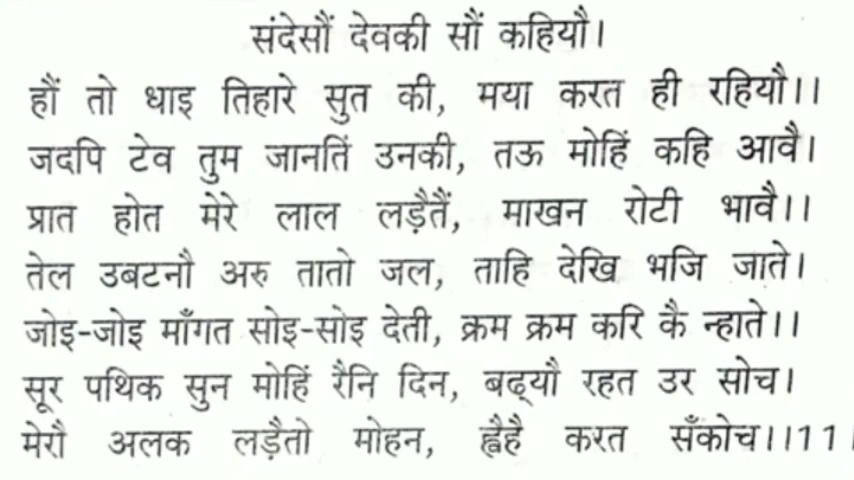 संदेसौं देवकी सौं कहियौ।
हौं तो धाइ तिहारे सुत की, मया करत ही रहियौ।।
जदपि टेव तुम जानतिं उनकी, तऊ मोहिं कहि आवै।
प्रात होत मेरे लाल लड़ैतैं, माखन रोटी भावै।।
तेल उबटनौ अरु तातो जल, ताहि देखि भजि जाते।
जोइ-जोइ माँगत सोइ-सोइ देती, क्रम क्रम करि कै न्हाते।।
सूर पथिक सुन मोहिं रैनि दिन, बढ्यौ रहत उर सोच।
मेरौ अलक लड़ैतो मोहन, ह्वैहै करत सँकोच।।11।